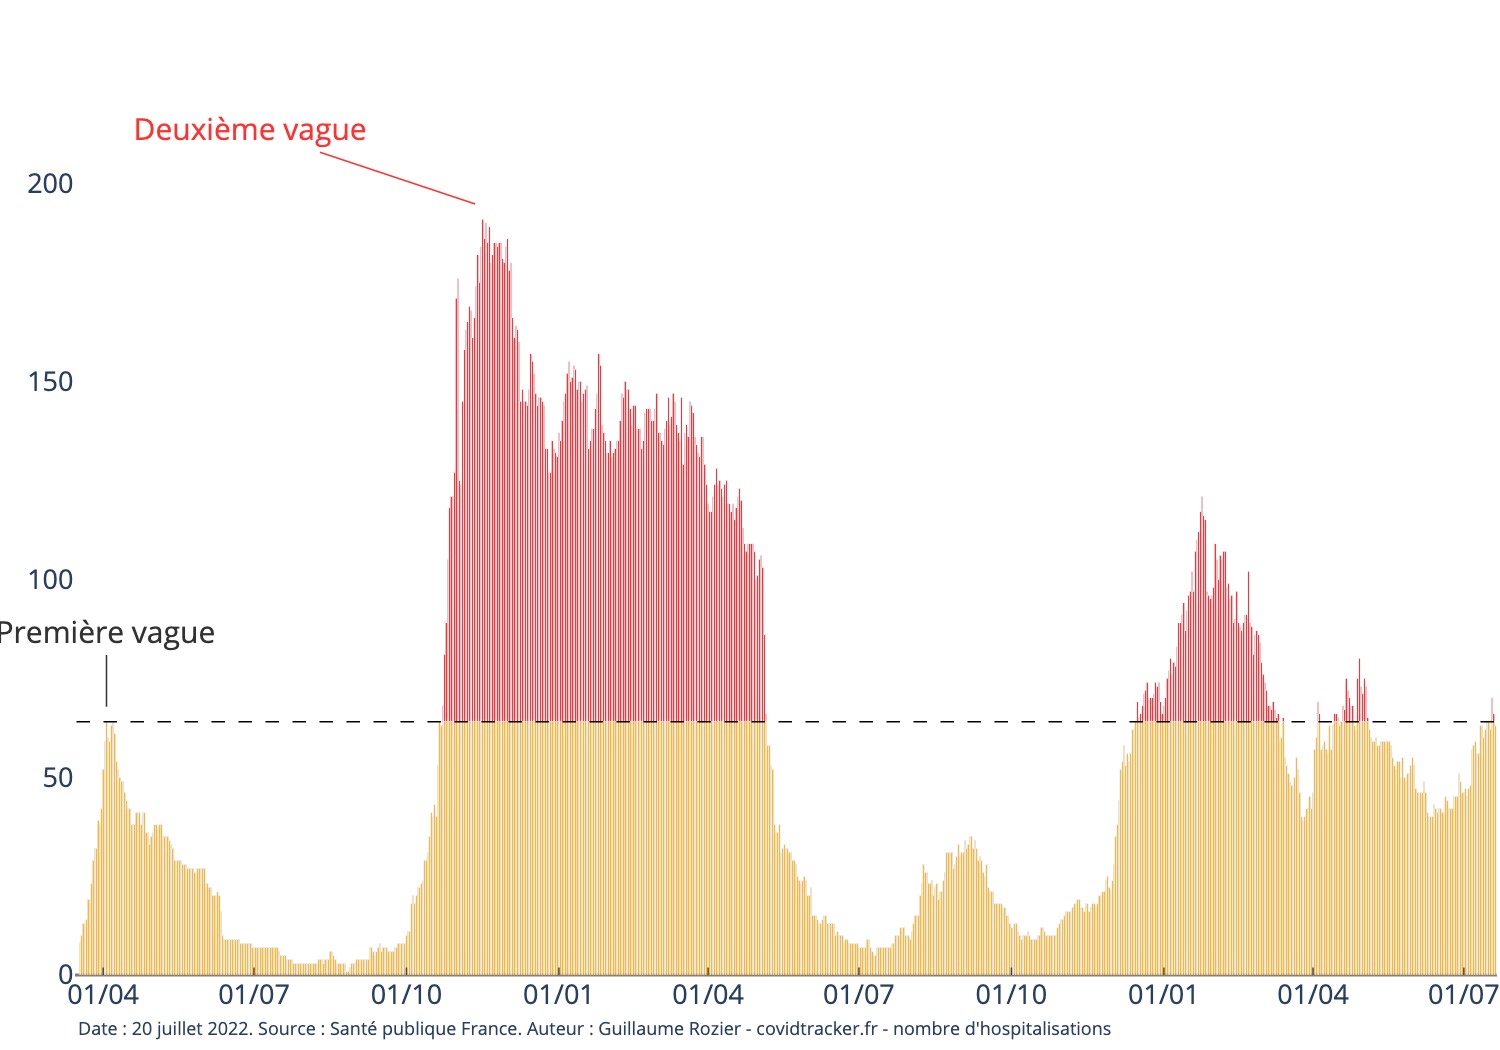 Deuxième vague
200
150
100
Première vague
50
0
01/04 01/07 01/10 01/01 01/04 01/07 01/10 01/01 01/04 01/07
Date : 20 juillet 2022. Source : Santé publique France. Auteur : Guillaume Rozier - covidtracker.fr - nombre d'hospitalisations